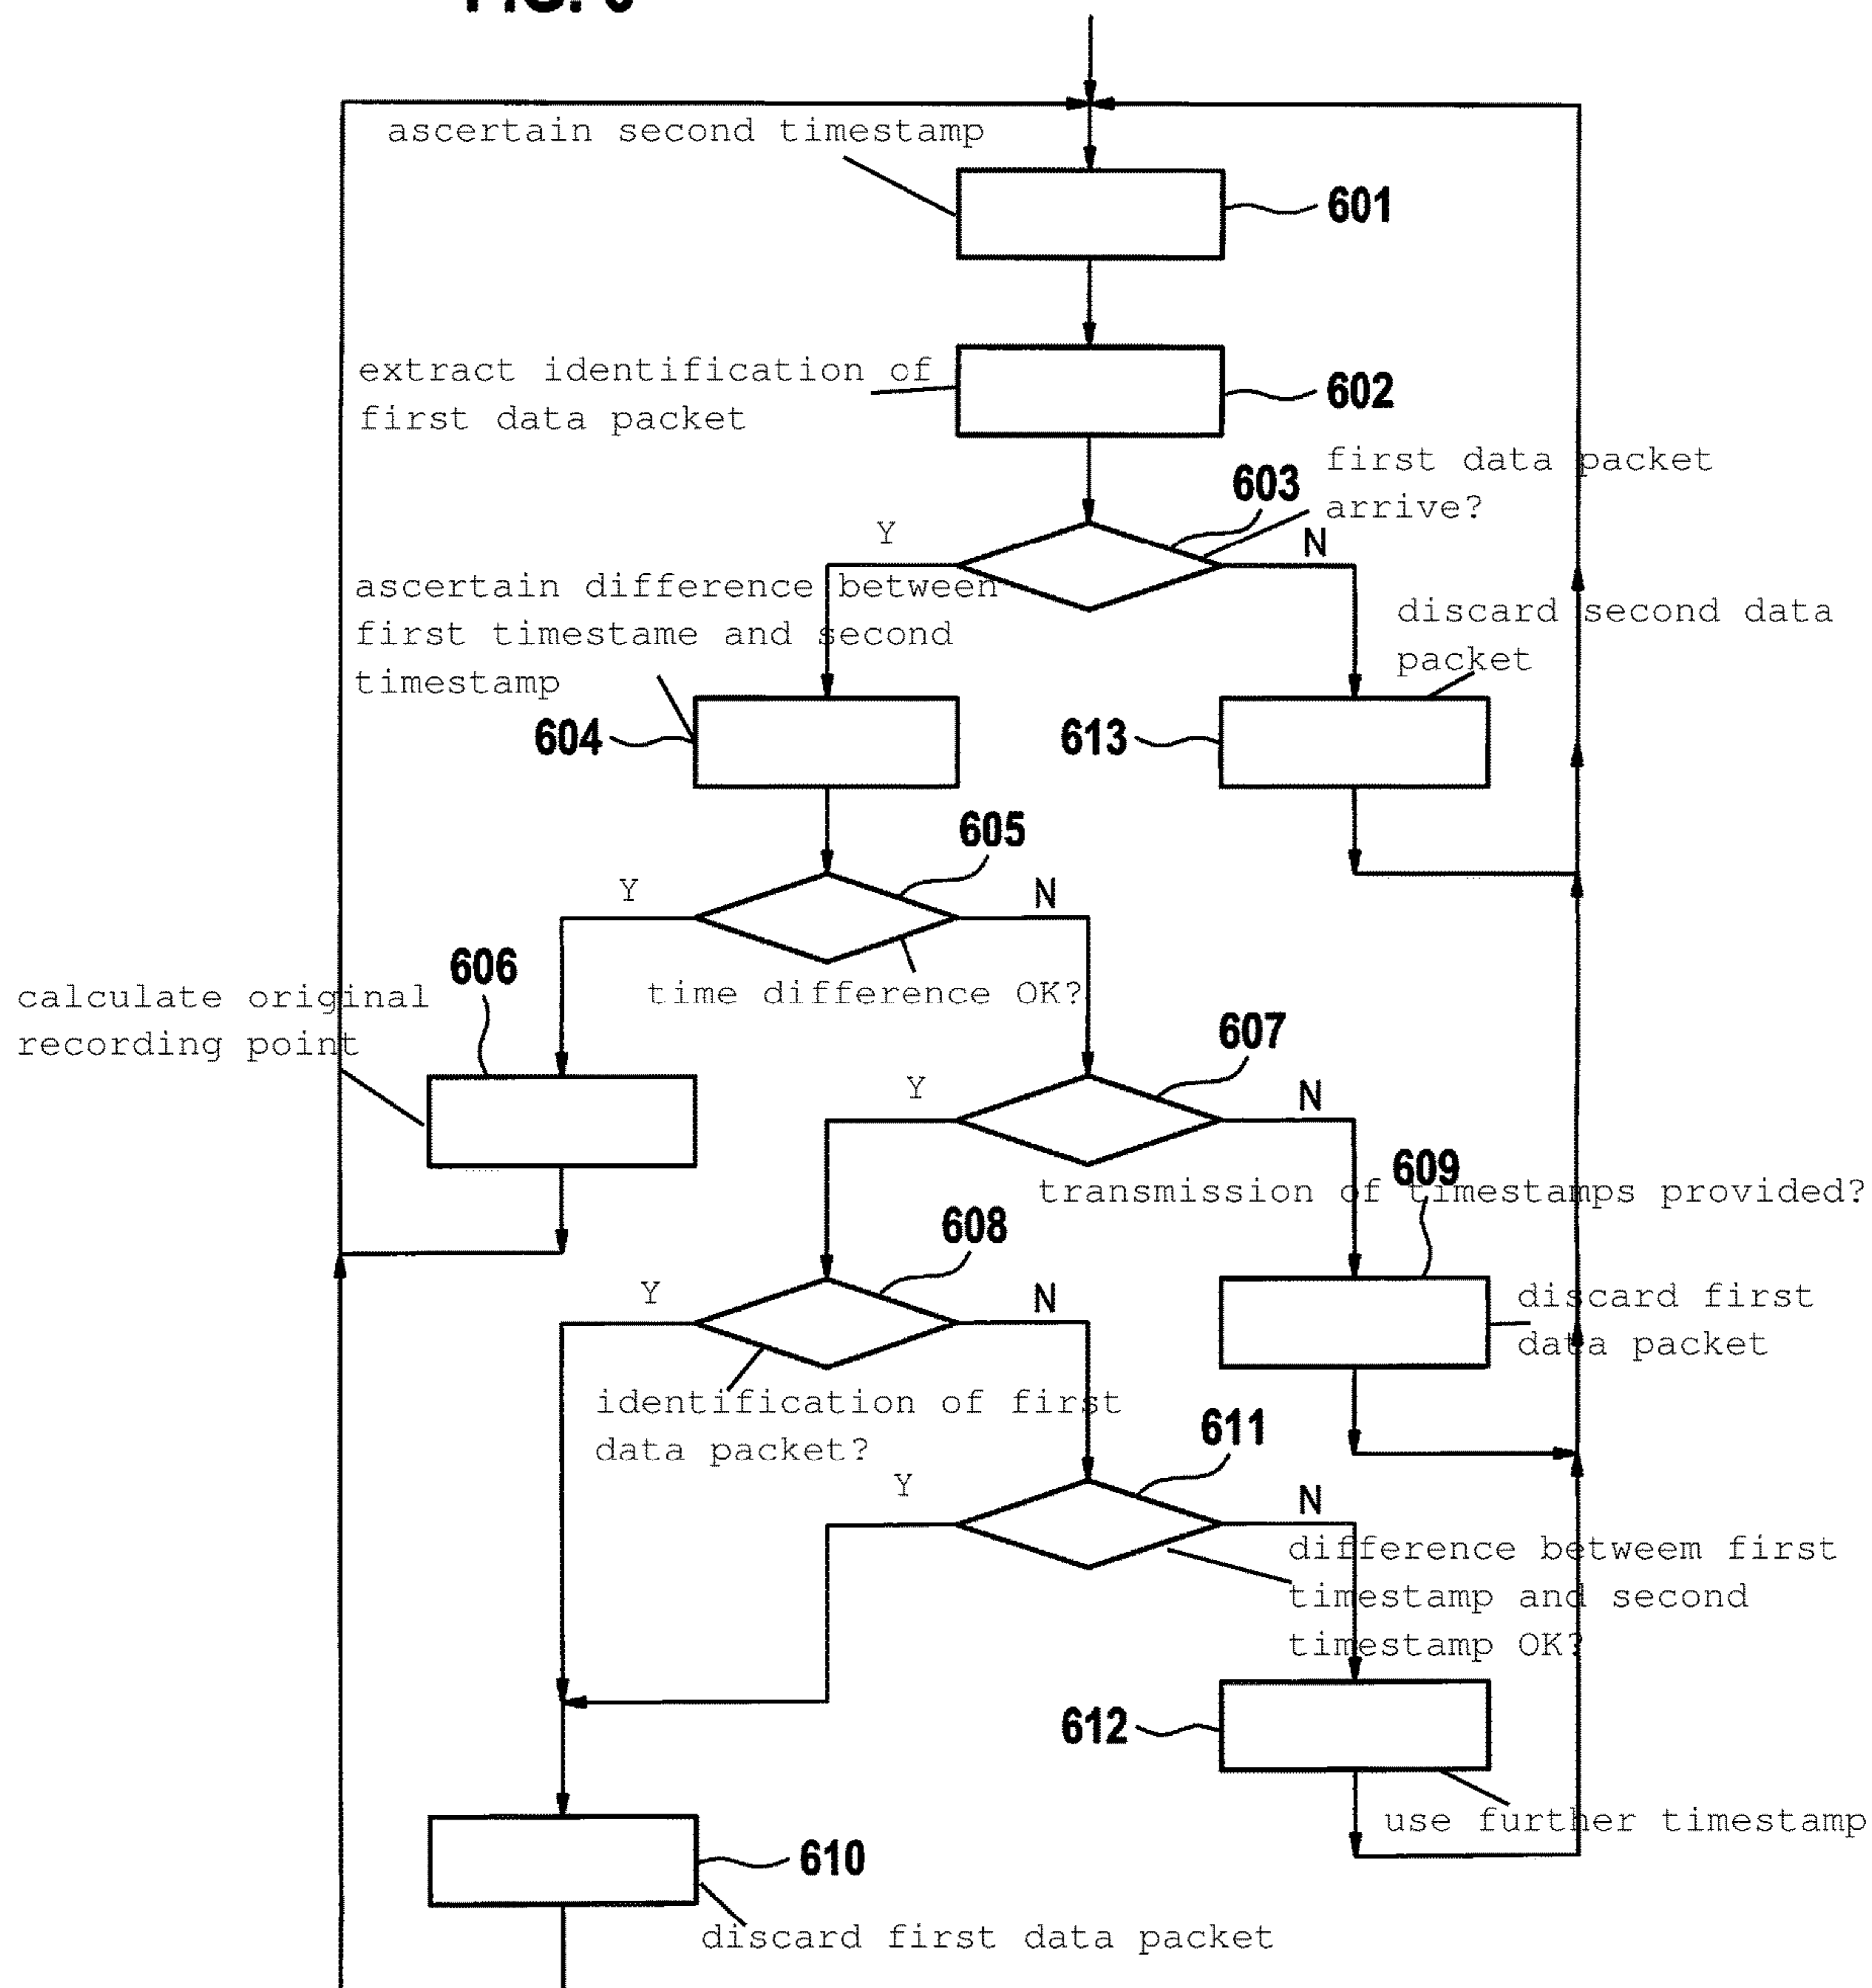 ascertain second timestamp
601
extract identification of
first data packet
602
603
first data packet
arrive?
Y
N
ascertain difference between
first timestame and second
timestamp
discard second data
packet
604
613
605
Y
N
606
calculate original
recording point
time difference OK?
607
Y
N
609
transmission of timestamps provided?
608
Y
N
discard first
data packet
identification of first
data packet?
611
Y
N
difference betweem first
timestamp and second
timestamp OK?
612
use further timestamp
610
discard first data packet